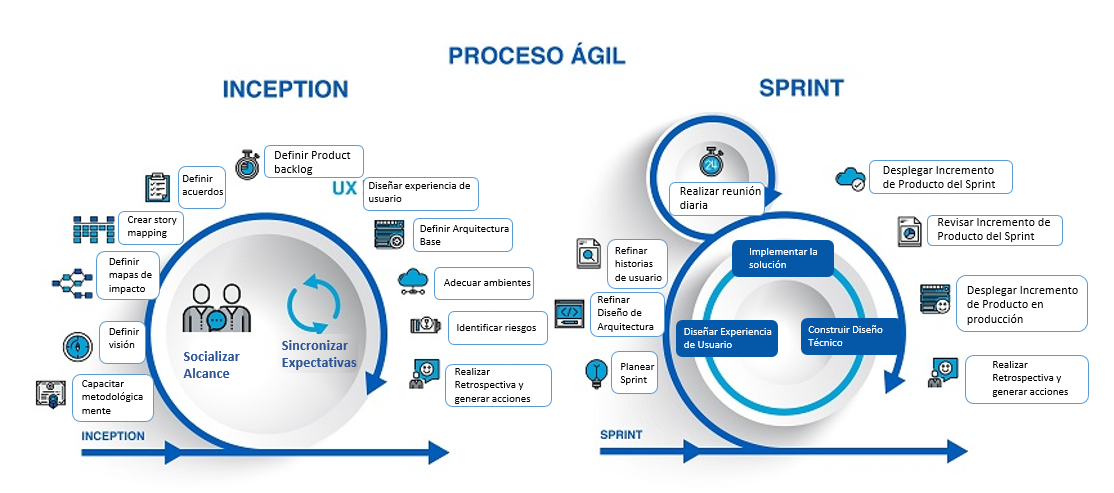 PROCESO ÁGIL
INCEPTION
Definir Product
backlog
Definir
acuerdos
UX
Diseñar experiencia de
usuario
Crear story
mapping
Definir Arquitectura
Base
Definir
mapas de
impacto
Adecuar ambientes
Definir
visión
Identificar riesgos
Capacitar
metodológica
mente
Realizar
Retrospectiva y
generar acciones
Socializar
Alcance
Sincronizar
Expectativas
INCEPTION
SPRINT
24
Realizar reunión
diaria
Desplegar Incremento
de Producto del Sprint
Revisar Incremento de
Producto del Sprint
Refinar
historias
de usuario
Implementar la
solución
Refinar
Diseño de
Arquitectura
Desplegar Incremento
de Producto en
producción
Diseñar Experiencia
de Usuario
Construir Diseño
Técnico
Planear
Sprint
Realizar
Retrospectiva y
generar acciones
SPRINT